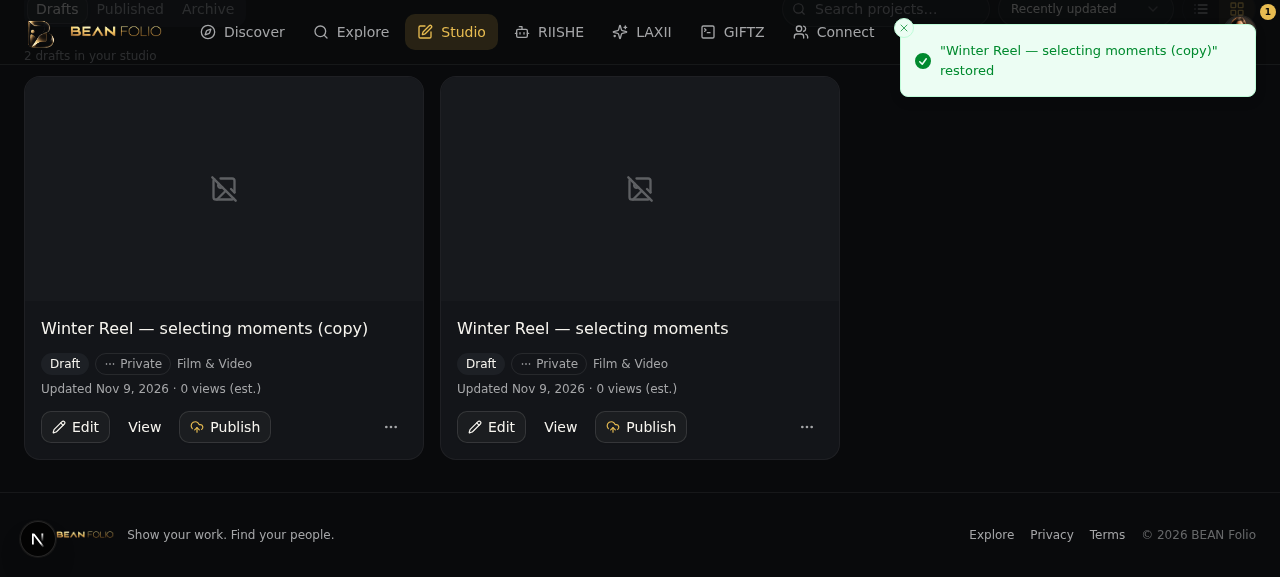 Drafts Published Archive
Search projects...
Recently updated
BEAN FOLIO
Discover
Explore
Studio
RIISHE
LAXII
GIFTZ
Connect
1
"Winter Reel — selecting moments (copy)"
restored
2 drafts in your studio
Winter Reel — selecting moments (copy)
Draft
Private
Film & Video
Updated Nov 9, 2026 · 0 views (est.)
Edit
View
Publish
Winter Reel — selecting moments
Draft
Private
Film & Video
Updated Nov 9, 2026 · 0 views (est.)
Edit
View
Publish
N
BEAN FOLIO
Show your work. Find your people.
Explore
Privacy
Terms
© 2026 BEAN Folio